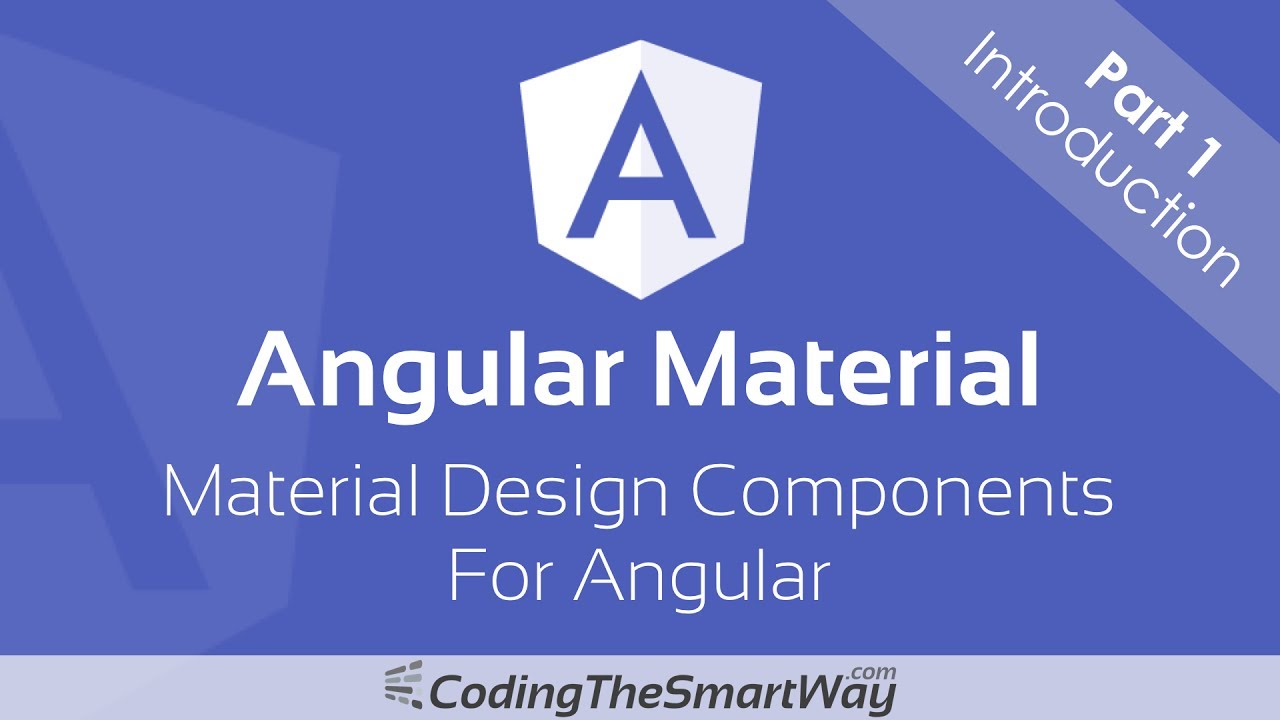 Part 1
Introduction
Angular Material
Material Design Components
For Angular
CodingTheSmartWay.com